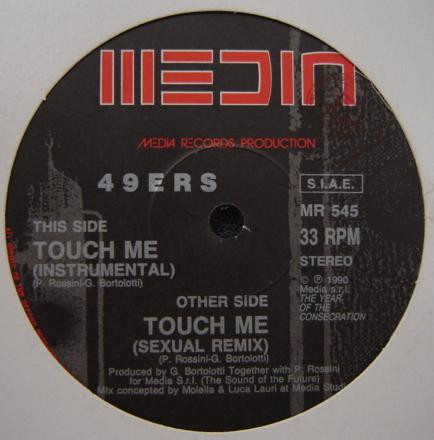 MEDIA
MEDIA RECORDS PRODUCTION
49ERS
S.I.A.E.
MR 545
33 RPM
STEREO
© ℗ 1990
Media s.r.l.
THE YEAR
OF THE
CONSECRATION
THIS SIDE
TOUCH ME
(INSTRUMENTAL)
P. Rossini-G. Bortolotti)
OTHER SIDE
TOUCH ME
(SEXUAL REMIX)
P. Rossini-G. Bortolotti)
Produced by G. Bortolotti Together with P. Rossini
for Media S.r.l. (The Sound of the Future)
Mix concepted by Molella & Luca Lauri at Media Studi